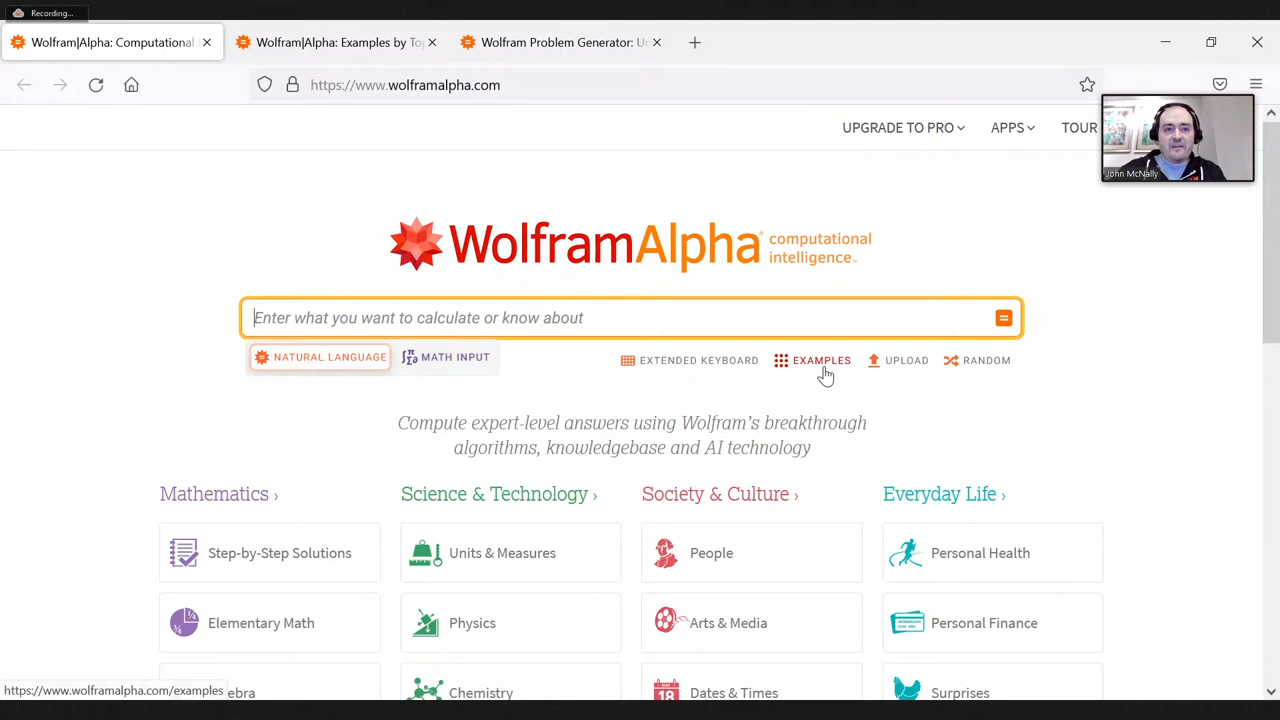 Recording...
Wolfram|Alpha: Computational
Wolfram|Alpha: Examples by To
Wolfram Problem Generator: U
https://www.wolframalpha.com
UPGRADE TO PRO
APPS
TOUR
John McNally
WolframAlpha computational
intelligence™
Enter what you want to calculate or know about
NATURAL LANGUAGE
MATH INPUT
EXTENDED KEYBOARD
EXAMPLES
UPLOAD
RANDOM
Compute expert-level answers using Wolfram's breakthrough
algorithms, knowledgebase and AI technology
Mathematics ›
Science & Technology ›
Society & Culture ›
Everyday Life ›
Step-by-Step Solutions
Units & Measures
People
Personal Health
Elementary Math
Physics
Arts & Media
Personal Finance
https://www.wolframalpha.com/examples
ebra
Chemistry
MAY
18
Dates & Times
Surprises